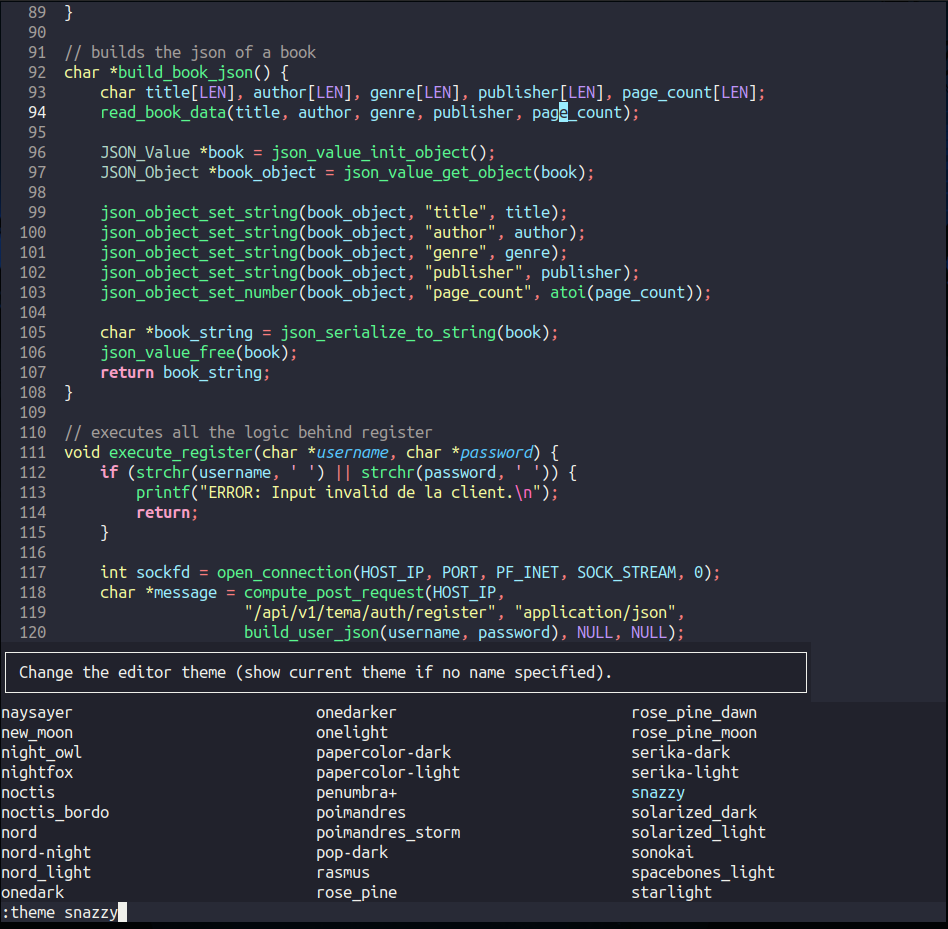 89 }
90
91 // builds the json of a book
92 char *build_book_json() {
93     char title[LEN], author[LEN], genre[LEN], publisher[LEN], page_count[LEN];
94     read_book_data(title, author, genre, publisher, page_count);
95
96     JSON_Value *book = json_value_init_object();
97     JSON_Object *book_object = json_value_get_object(book);
98
99     json_object_set_string(book_object, "title", title);
100     json_object_set_string(book_object, "author", author);
101     json_object_set_string(book_object, "genre", genre);
102     json_object_set_string(book_object, "publisher", publisher);
103     json_object_set_number(book_object, "page_count", atoi(page_count));
104
105     char *book_string = json_serialize_to_string(book);
106     json_value_free(book);
107     return book_string;
108 }
109
110 // executes all the logic behind register
111 void execute_register(char *username, char *password) {
112     if (strchr(username, ' ') || strchr(password, ' ')) {
113         printf("ERROR: Input invalid de la client.\n");
114         return;
115     }
116
117     int sockfd = open_connection(HOST_IP, PORT, PF_INET, SOCK_STREAM, 0);
118     char *message = compute_post_request(HOST_IP,
119                     "/api/v1/tema/auth/register", "application/json",
120                     build_user_json(username, password), NULL, NULL);
Change the editor theme (show current theme if no name specified).
naysayer onedarker rose_pine_dawn
new_moon onelight rose_pine_moon
night_owl papercolor-dark serika-dark
nightfox papercolor-light serika-light
noctis penumbra+ snazzy
noctis_bordo poimandres solarized_dark
nord poimandres_storm solarized_light
nord-night pop-dark sonokai
nord_light rasmus spacebones_light
onedark rose_pine starlight
:theme snazzy